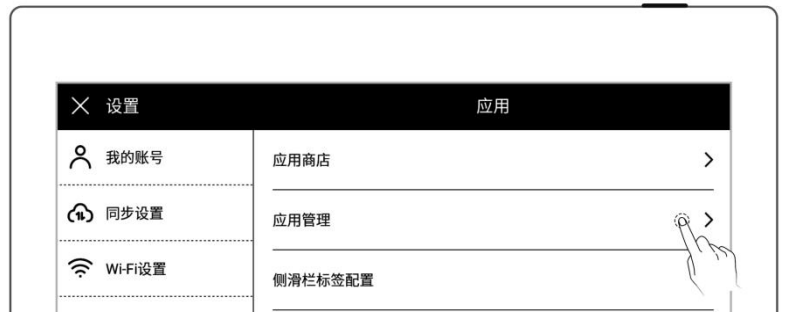 设置
应用
我的账号
同步设置
Wi-Fi设置
应用商店
应用管理
侧滑栏标签配置